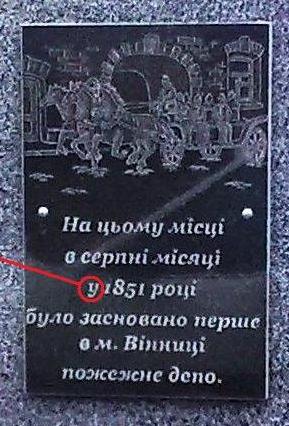 На цьому місці
в серпні місяці
у 1851 році
було засновано перше
в м. Вінниці
пожежне депо.